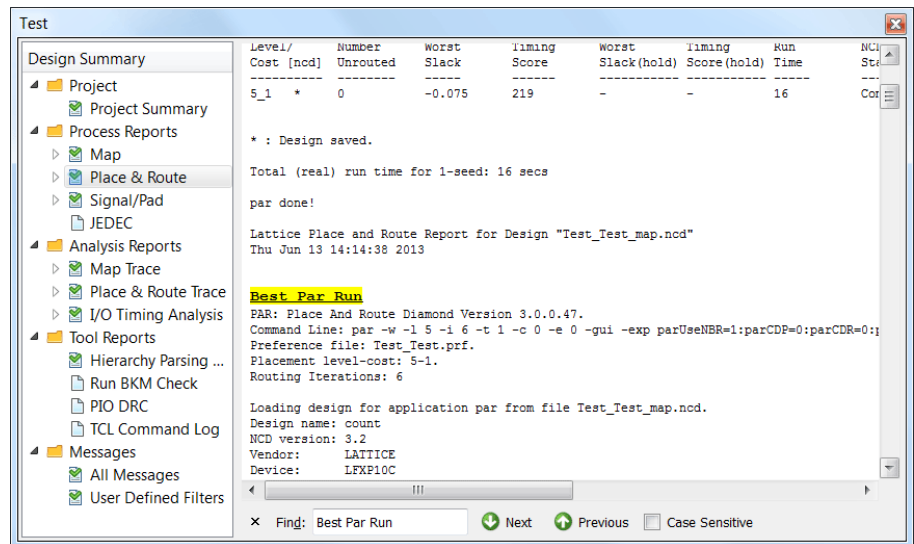 Test
Design Summary
Project
Project Summary
Process Reports
Map
Place & Route
Signal/Pad
JEDEC
Analysis Reports
Map Trace
Place & Route Trace
I/O Timing Analysis
Tool Reports
Hierarchy Parsing ...
Run BKM Check
PIO DRC
TCL Command Log
Messages
All Messages
User Defined Filters
Level/ Number Worst Timing Worst Timing Run
Cost [ncd] Unrouted Slack Score Slack(hold) Score(hold) Time
---------- -------- ----- ------ ----------- ----------- -----
5_1 * 0 -0.075 219 - - 16
* : Design saved.
Total (real) run time for 1-seed: 16 secs
par done!
Lattice Place and Route Report for Design "Test_Test_map.ncd"
Thu Jun 13 14:14:38 2013
Best Par Run
PAR: Place And Route Diamond Version 3.0.0.47.
Command Line: par -w -l 5 -i 6 -t 1 -c 0 -e 0 -gui -exp parUseNBR=1:parCDP=0:parCDR=0:
Preference file: Test_Test.prf.
Placement level-cost: 5-1.
Routing Iterations: 6
Loading design for application par from file Test_Test_map.ncd.
Design name: count
NCD version: 3.2
Vendor: LATTICE
Device: LFXP10C
× Find: Best Par Run Next Previous Case Sensitive